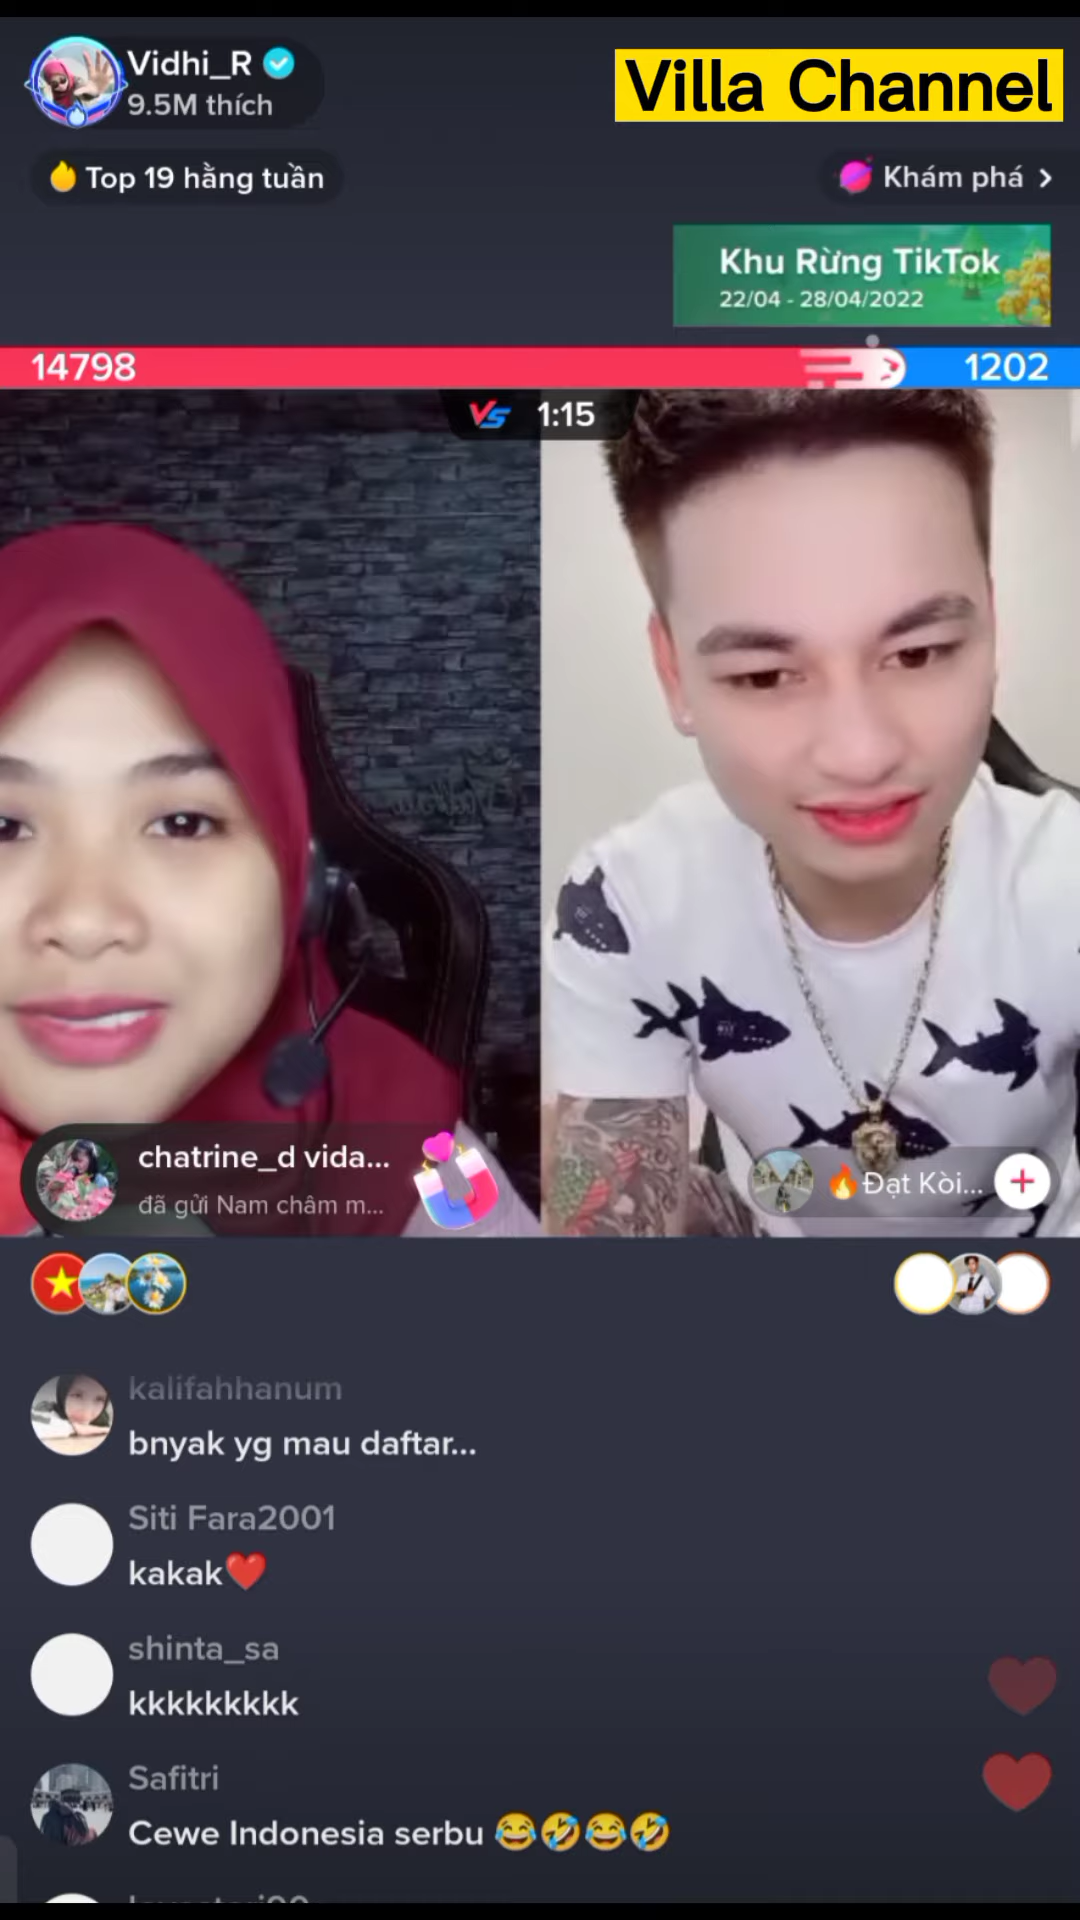 Vidhi_R
9.5M thích
Villa Channel
Top 19 hằng tuần
Khám phá
Khu Rừng TikTok
22/04 - 28/04/2022
14798
1202
VS 1:15
chatrine_d vida...
đã gửi Nam châm m...
🔥Đạt Kòi...
kalifahhanum
bnyak yg mau daftar...
Siti Fara2001
kakak❤️
shinta_sa
kkkkkkkkk
Safitri
Cewe Indonesia serbu 😂🤣😂🤣